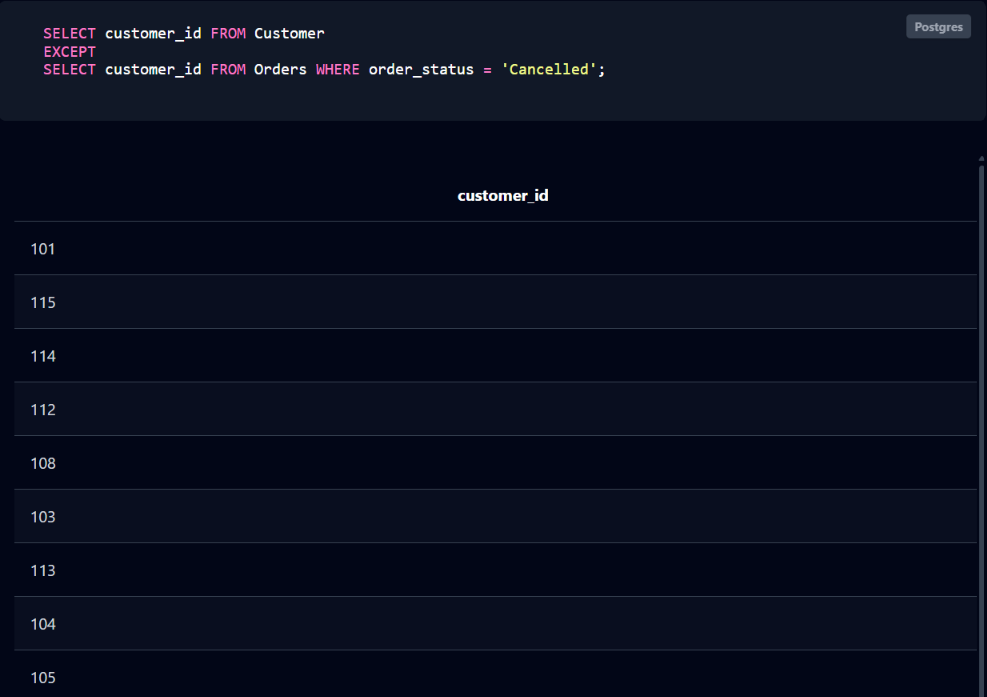 SELECT customer_id FROM Customer
Postgres
EXCEPT
SELECT customer_id FROM Orders WHERE order_status = 'Cancelled';
customer_id
101
115
114
112
108
103
113
104
105